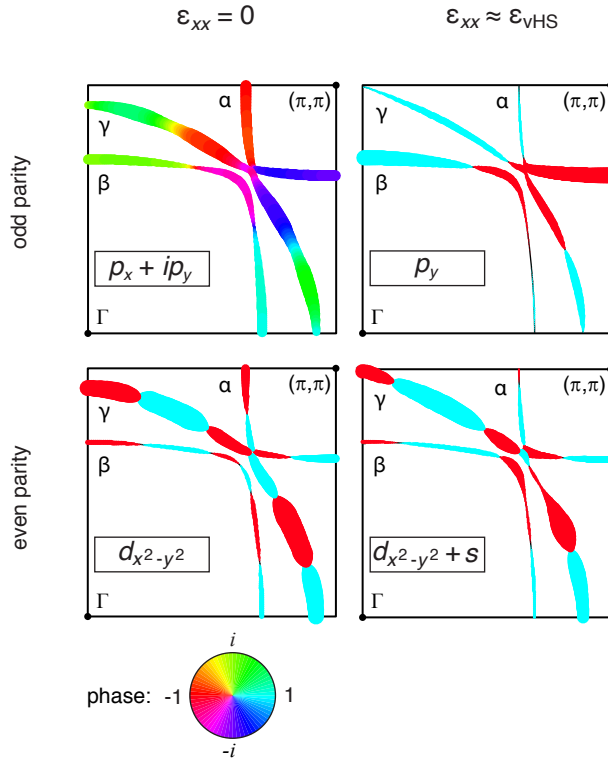 εxx = 0
εxx ≈ εvHS
odd parity
α
(π,π)
γ
β
px + ipy
Γ
α
(π,π)
γ
β
py
Γ
even parity
α
(π,π)
γ
β
dx²-y²
Γ
α
(π,π)
γ
β
dx²-y² + s
Γ
i
phase: -1
1
-i